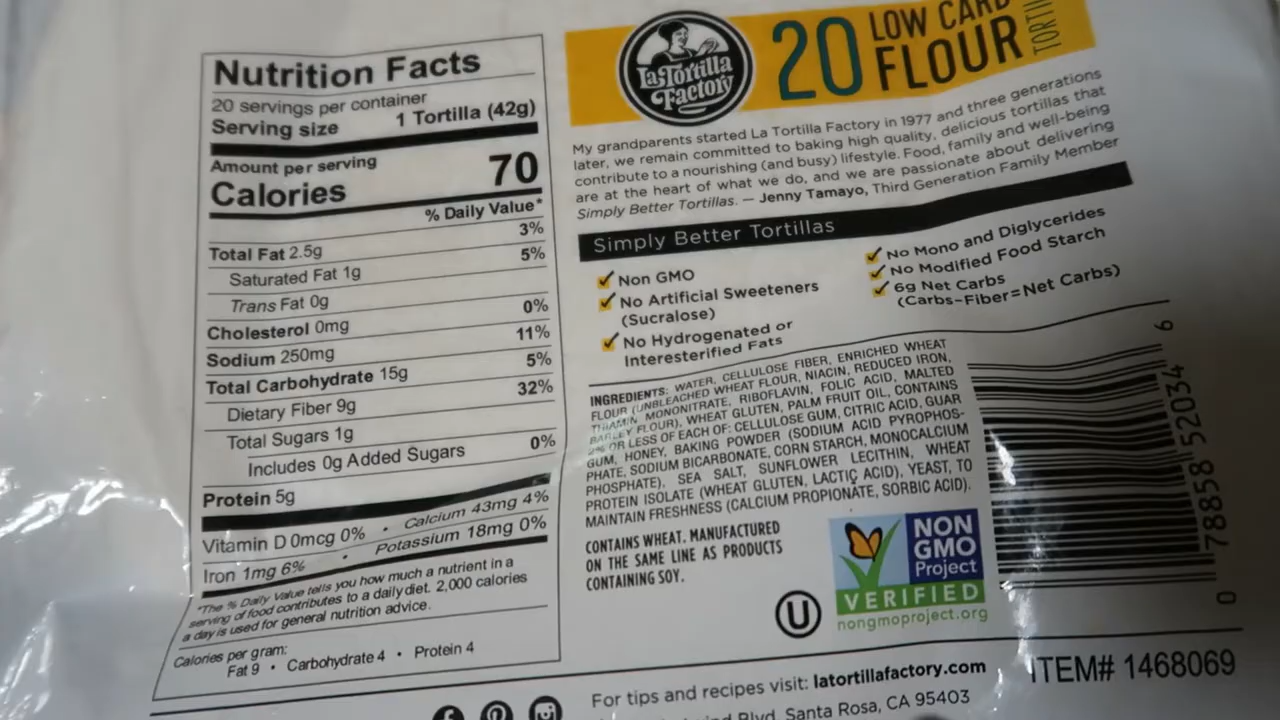 Nutrition Facts
20 servings per container
Serving size 1 Tortilla (42g)
Amount per serving
Calories 70
% Daily Value*
Total Fat 2.5g 3%
Saturated Fat 1g 5%
Trans Fat 0g
Cholesterol 0mg 0%
Sodium 250mg 11%
Total Carbohydrate 15g 5%
Dietary Fiber 9g 32%
Total Sugars 1g
Includes 0g Added Sugars 0%
Protein 5g
Vitamin D 0mcg 0% • Calcium 43mg 4%
Iron 1mg 6% • Potassium 18mg 0%
*The % Daily Value tells you how much a nutrient in a
serving of food contributes to a daily diet. 2,000 calories
a day is used for general nutrition advice.
Calories per gram:
Fat 9 • Carbohydrate 4 • Protein 4
La Tortilla
Factory
20 LOW CARB
FLOUR
My grandparents started La Tortilla Factory in 1977 and three generations
later, we remain committed to baking high quality, delicious tortillas that
contribute to a nourishing (and busy) lifestyle. Food, family and well-being
are at the heart of what we do, and we are passionate about delivering
Simply Better Tortillas. — Jenny Tamayo, Third Generation Family Member
Simply Better Tortillas
Non GMO
No Artificial Sweeteners
(Sucralose)
No Hydrogenated or
Interesterified Fats
No Mono and Diglycerides
No Modified Food Starch
6g Net Carbs
(Carbs-Fiber=Net Carbs)
INGREDIENTS: WATER, CELLULOSE FIBER, ENRICHED WHEAT
FLOUR (UNBLEACHED WHEAT FLOUR, NIACIN, REDUCED IRON,
THIAMIN MONONITRATE, RIBOFLAVIN, FOLIC ACID, MALTED
BARLEY FLOUR), WHEAT GLUTEN, PALM FRUIT OIL, CONTAINS
2% OR LESS OF EACH OF: CELLULOSE GUM, CITRIC ACID, GUAR
GUM, HONEY, BAKING POWDER (SODIUM ACID PYROPHOS-
PHATE, SODIUM BICARBONATE, CORN STARCH, MONOCALCIUM
PHOSPHATE), SEA SALT, SUNFLOWER LECITHIN, WHEAT
PROTEIN ISOLATE (WHEAT GLUTEN, LACTIC ACID), YEAST, TO
MAINTAIN FRESHNESS (CALCIUM PROPIONATE, SORBIC ACID).
CONTAINS WHEAT. MANUFACTURED
ON THE SAME LINE AS PRODUCTS
CONTAINING SOY.
U
NON
GMO
Project
VERIFIED
nongmoproject.org
0 78858 52034 6
For tips and recipes visit: latortillafactory.com
ITEM# 1468069
Blvd, Santa Rosa, CA 95403